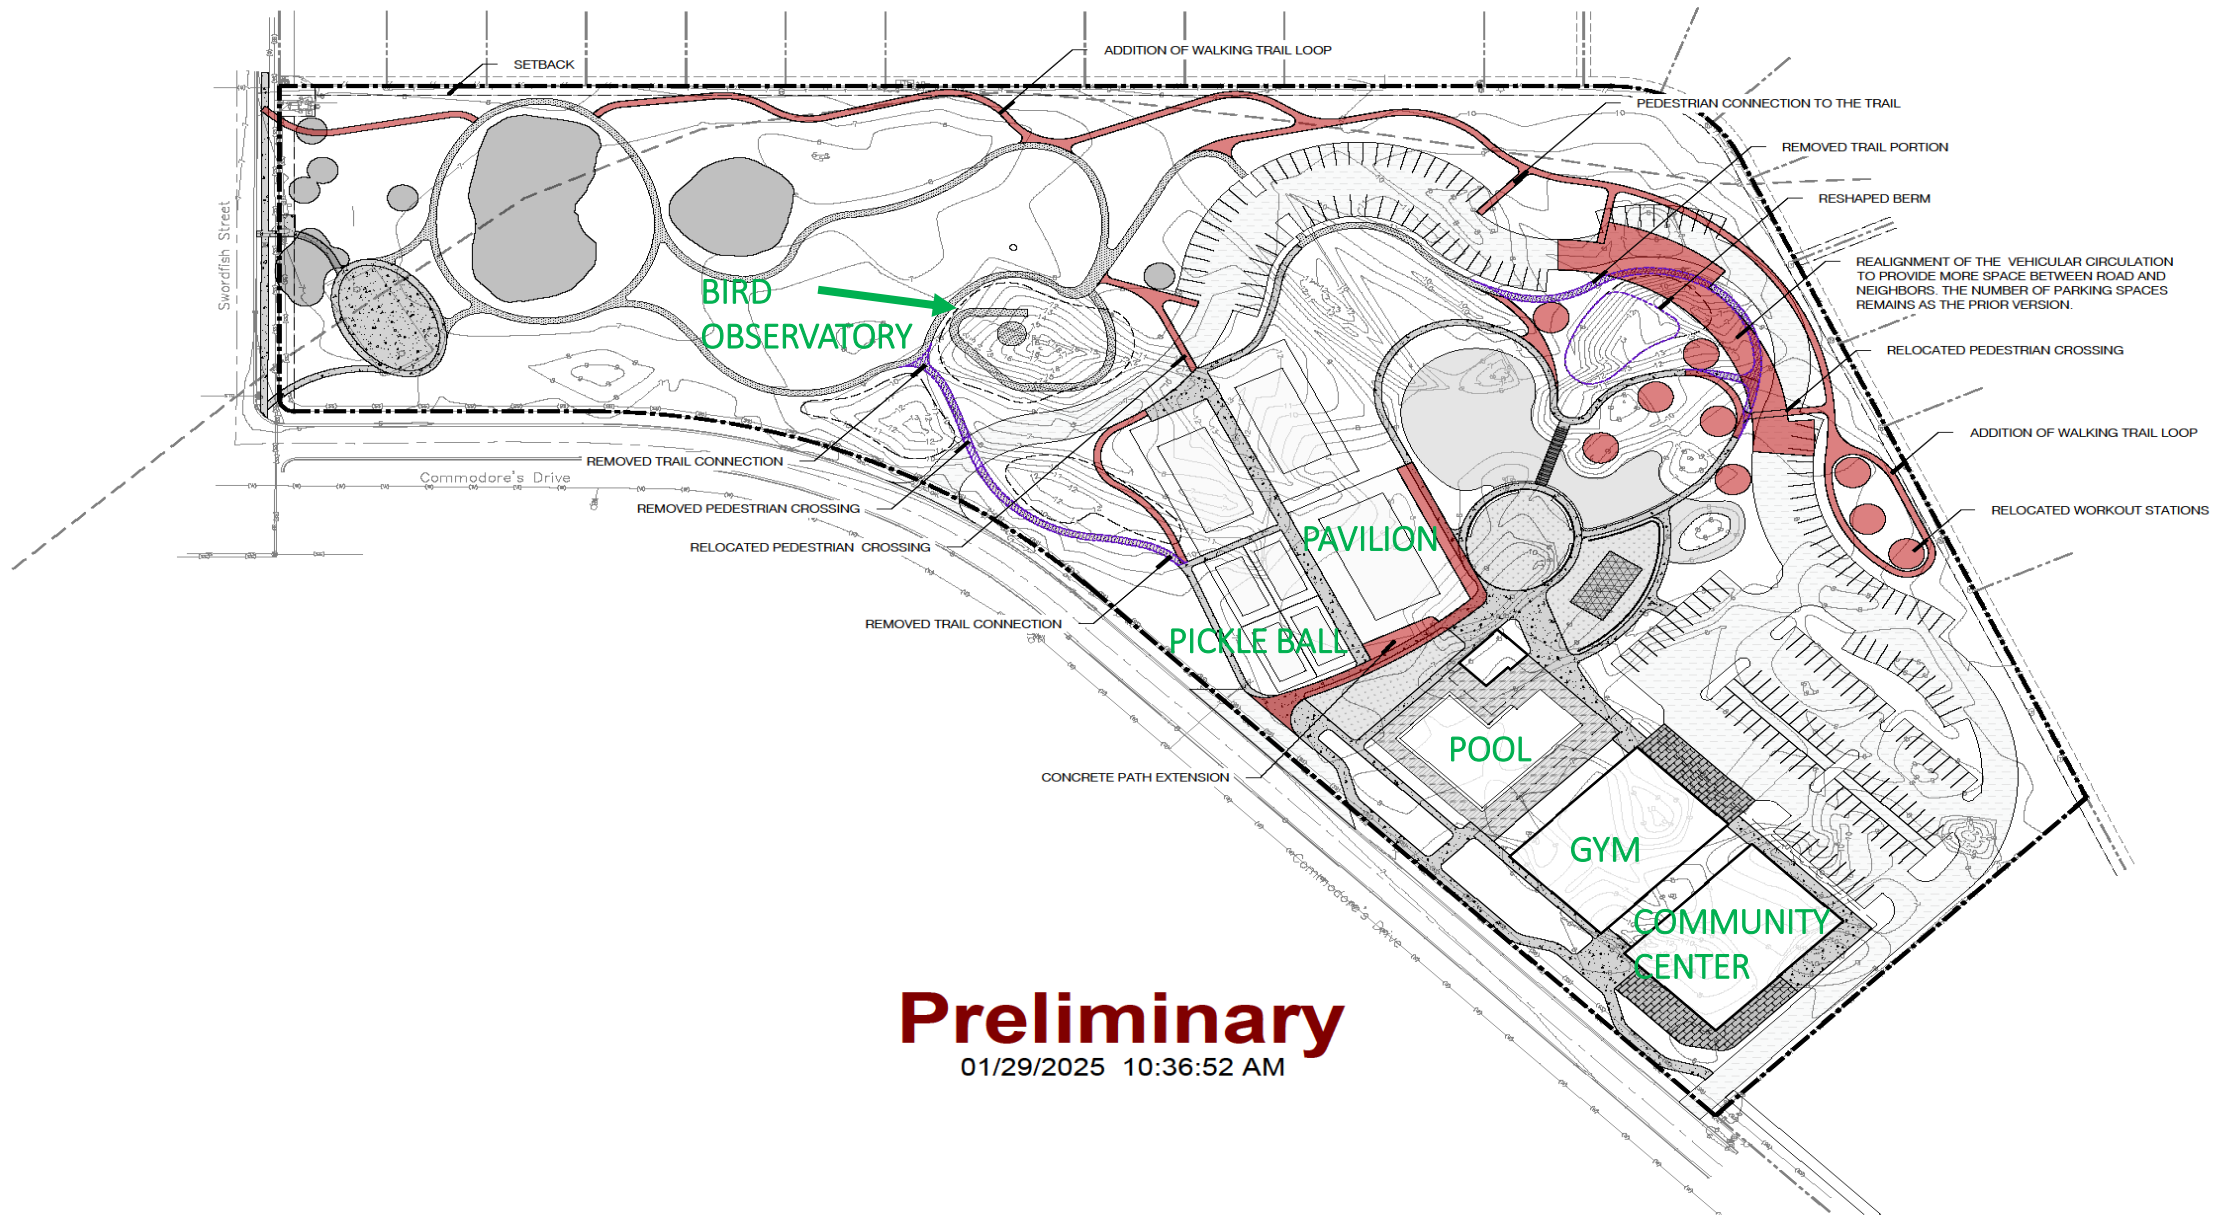 ADDITION OF WALKING TRAIL LOOP
SETBACK
PEDESTRIAN CONNECTION TO THE TRAIL
REMOVED TRAIL PORTION
RESHAPED BERM
Swordfish Street
REALIGNMENT OF THE VEHICULAR CIRCULATION
TO PROVIDE MORE SPACE BETWEEN ROAD AND
NEIGHBORS. THE NUMBER OF PARKING SPACES
REMAINS AS THE PRIOR VERSION.
BIRD
OBSERVATORY
RELOCATED PEDESTRIAN CROSSING
ADDITION OF WALKING TRAIL LOOP
REMOVED TRAIL CONNECTION
Commodore's Drive
REMOVED PEDESTRIAN CROSSING
RELOCATED WORKOUT STATIONS
RELOCATED PEDESTRIAN CROSSING
PAVILION
REMOVED TRAIL CONNECTION
PICKLE BALL
POOL
CONCRETE PATH EXTENSION
GYM
Commodore's Drive
COMMUNITY
CENTER
Preliminary
01/29/2025 10:36:52 AM